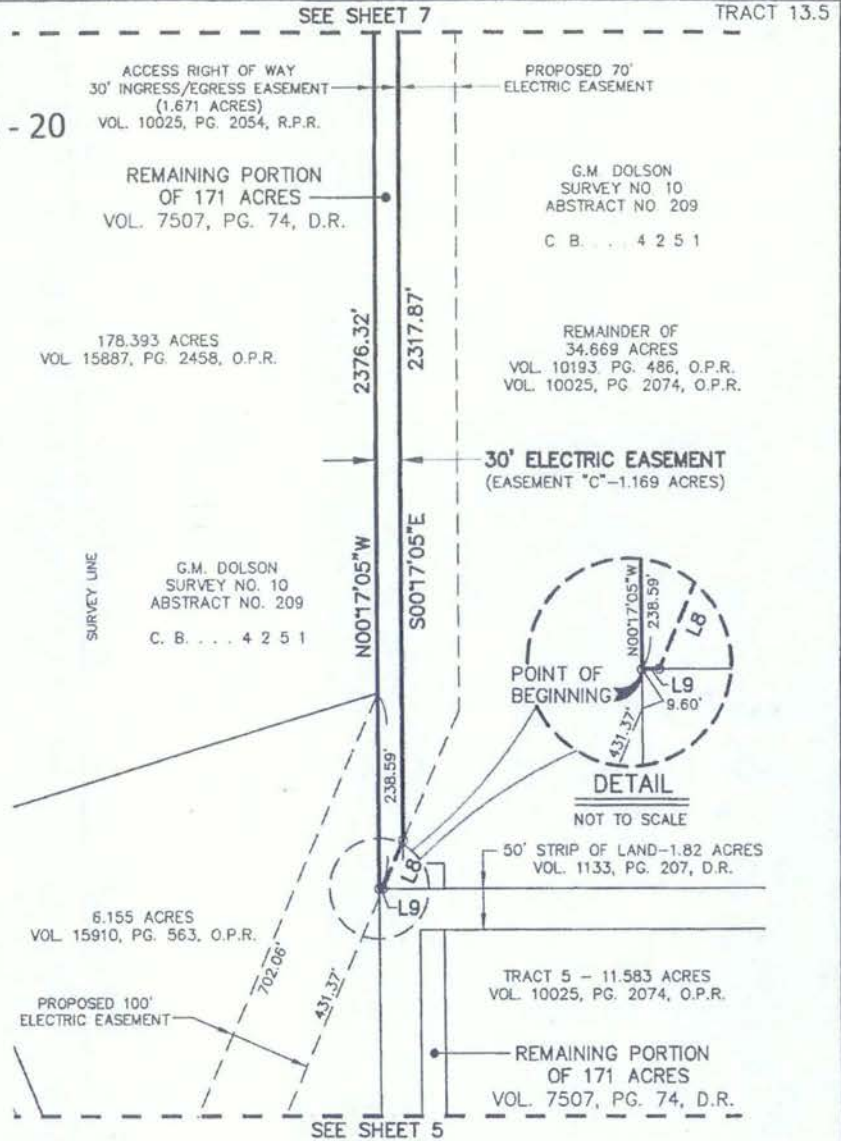 SEE SHEET 7
TRACT 13.5
ACCESS RIGHT OF WAY
30' INGRESS/EGRESS EASEMENT
(1.671 ACRES)
VOL. 10025, PG. 2054, R.P.R.
PROPOSED 70'
ELECTRIC EASEMENT
- 20
REMAINING PORTION
OF 171 ACRES
VOL. 7507, PG. 74, D.R.
G.M. DOLSON
SURVEY NO. 10
ABSTRACT NO. 209
C. B. . . . 4 2 5 1
178.393 ACRES
VOL. 15887, PG. 2458, O.P.R.
2376.32'
2317.87'
REMAINDER OF
34.669 ACRES
VOL. 10193, PG. 486, O.P.R.
VOL. 10025, PG. 2074, O.P.R.
30' ELECTRIC EASEMENT
(EASEMENT "C"-1.169 ACRES)
SURVEY LINE
G.M. DOLSON
SURVEY NO. 10
ABSTRACT NO. 209
C. B. . . . 4 2 5 1
N00°17'05"W
S00°17'05"E
N00°17'05"W
238.59'
L8
POINT OF
BEGINNING
L9
9.60'
431.37'
DETAIL
NOT TO SCALE
238.59'
L8
L9
50' STRIP OF LAND-1.82 ACRES
VOL. 1133, PG. 207, D.R.
6.155 ACRES
VOL. 15910, PG. 563, O.P.R.
702.06'
431.37'
PROPOSED 100'
ELECTRIC EASEMENT
TRACT 5 - 11.583 ACRES
VOL. 10025, PG. 2074, O.P.R.
REMAINING PORTION
OF 171 ACRES
VOL. 7507, PG. 74, D.R.
SEE SHEET 5